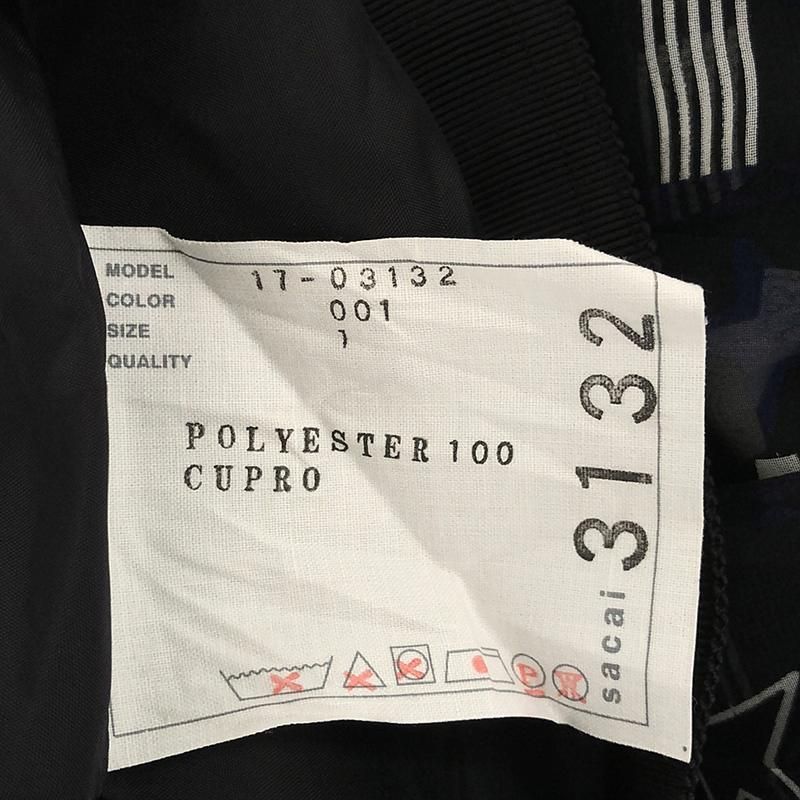 MODEL 17-03132
COLOR 001
SIZE 1
QUALITY
POLYESTER 100
CUPRO
P
W
sacai 3132